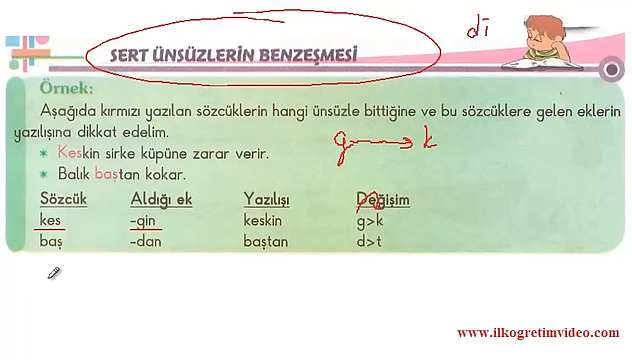 di
SERT ÜNSÜZLERİN BENZEŞMESİ
Örnek:
Aşağıda kırmızı yazılan sözcüklerin hangi ünsüzle bittiğine ve bu sözcüklere gelen eklerin
yazılışına dikkat edelim.
g → k
* Keskin sirke küpüne zarar verir.
* Balık baştan kokar.
Sözcük Aldığı ek Yazılışı Değişim
kes -gin keskin g>k
baş -dan baştan d>t
www.ilkogretimvideo.com